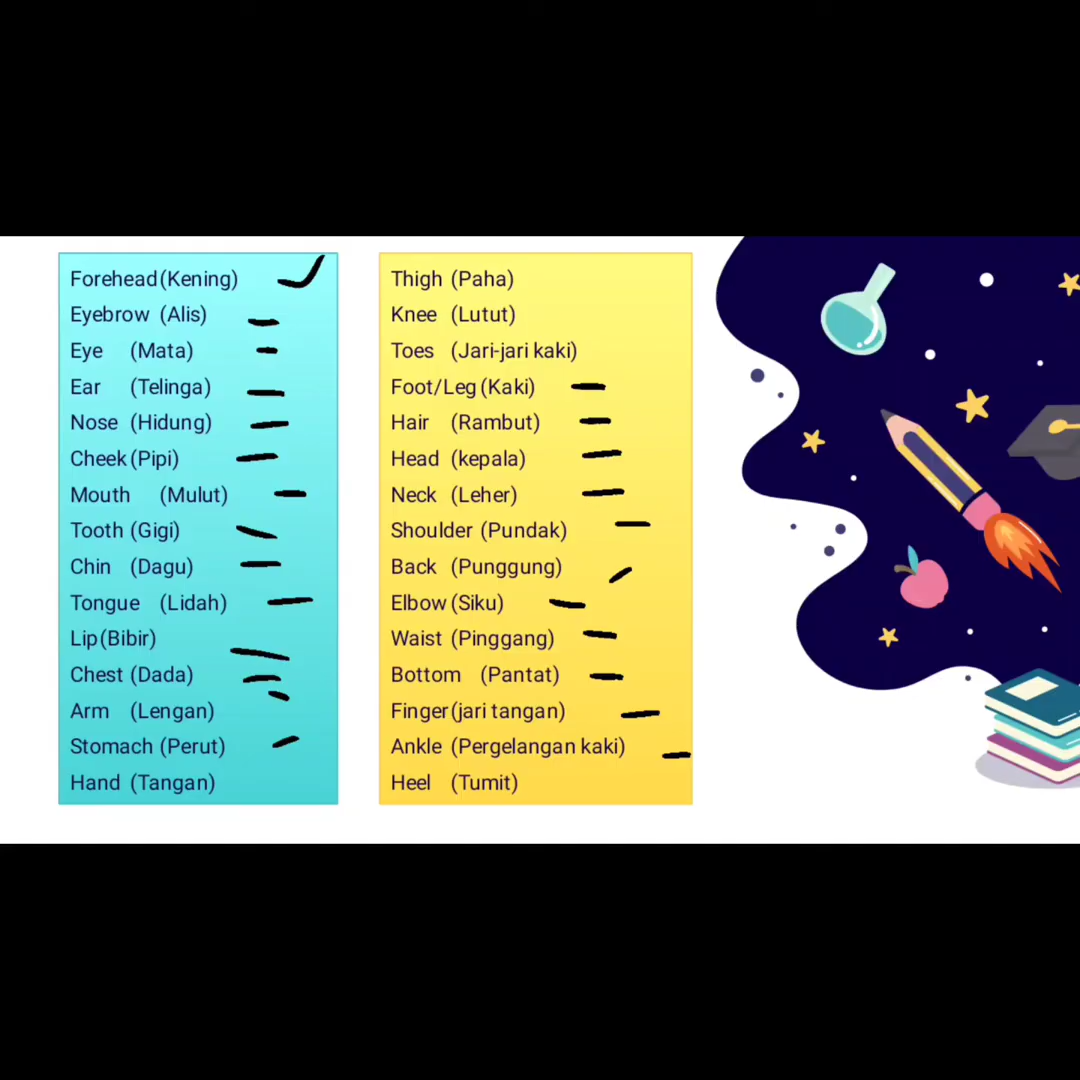 Forehead (Kening)
Eyebrow (Alis)
Eye (Mata)
Ear (Telinga)
Nose (Hidung)
Cheek (Pipi)
Mouth (Mulut)
Tooth (Gigi)
Chin (Dagu)
Tongue (Lidah)
Lip (Bibir)
Chest (Dada)
Arm (Lengan)
Stomach (Perut)
Hand (Tangan)
Thigh (Paha)
Knee (Lutut)
Toes (Jari-jari kaki)
Foot/Leg (Kaki)
Hair (Rambut)
Head (kepala)
Neck (Leher)
Shoulder (Pundak)
Back (Punggung)
Elbow (Siku)
Waist (Pinggang)
Bottom (Pantat)
Finger (jari tangan)
Ankle (Pergelangan kaki)
Heel (Tumit)